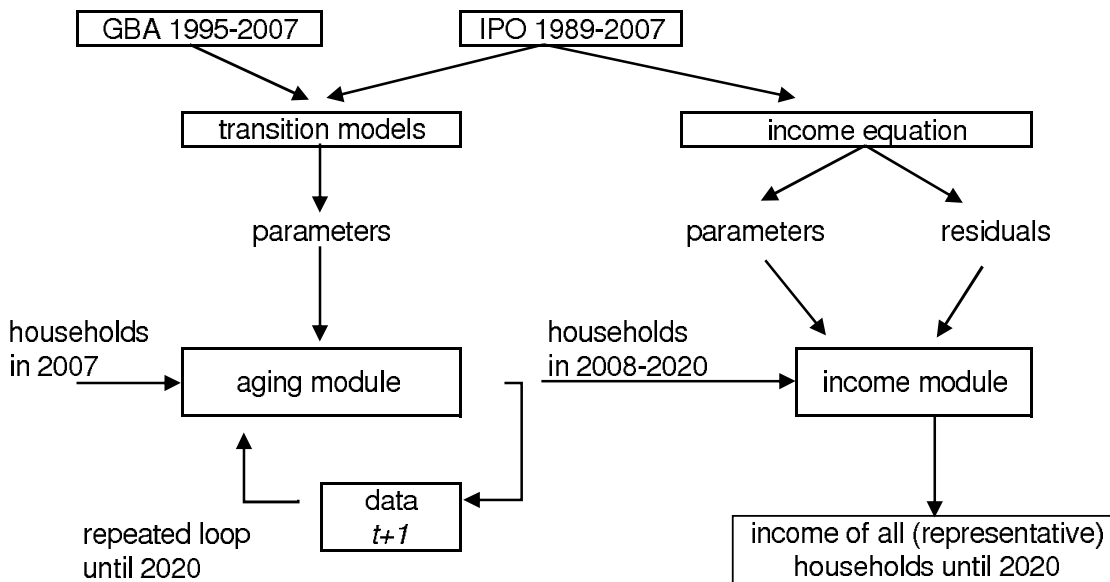 GBA 1995-2007
IPO 1989-2007
transition models
income equation
parameters
parameters
residuals
households
in 2007
aging module
households
in 2008-2020
income module
data
t+1
repeated loop
until 2020
income of all (representative)
households until 2020